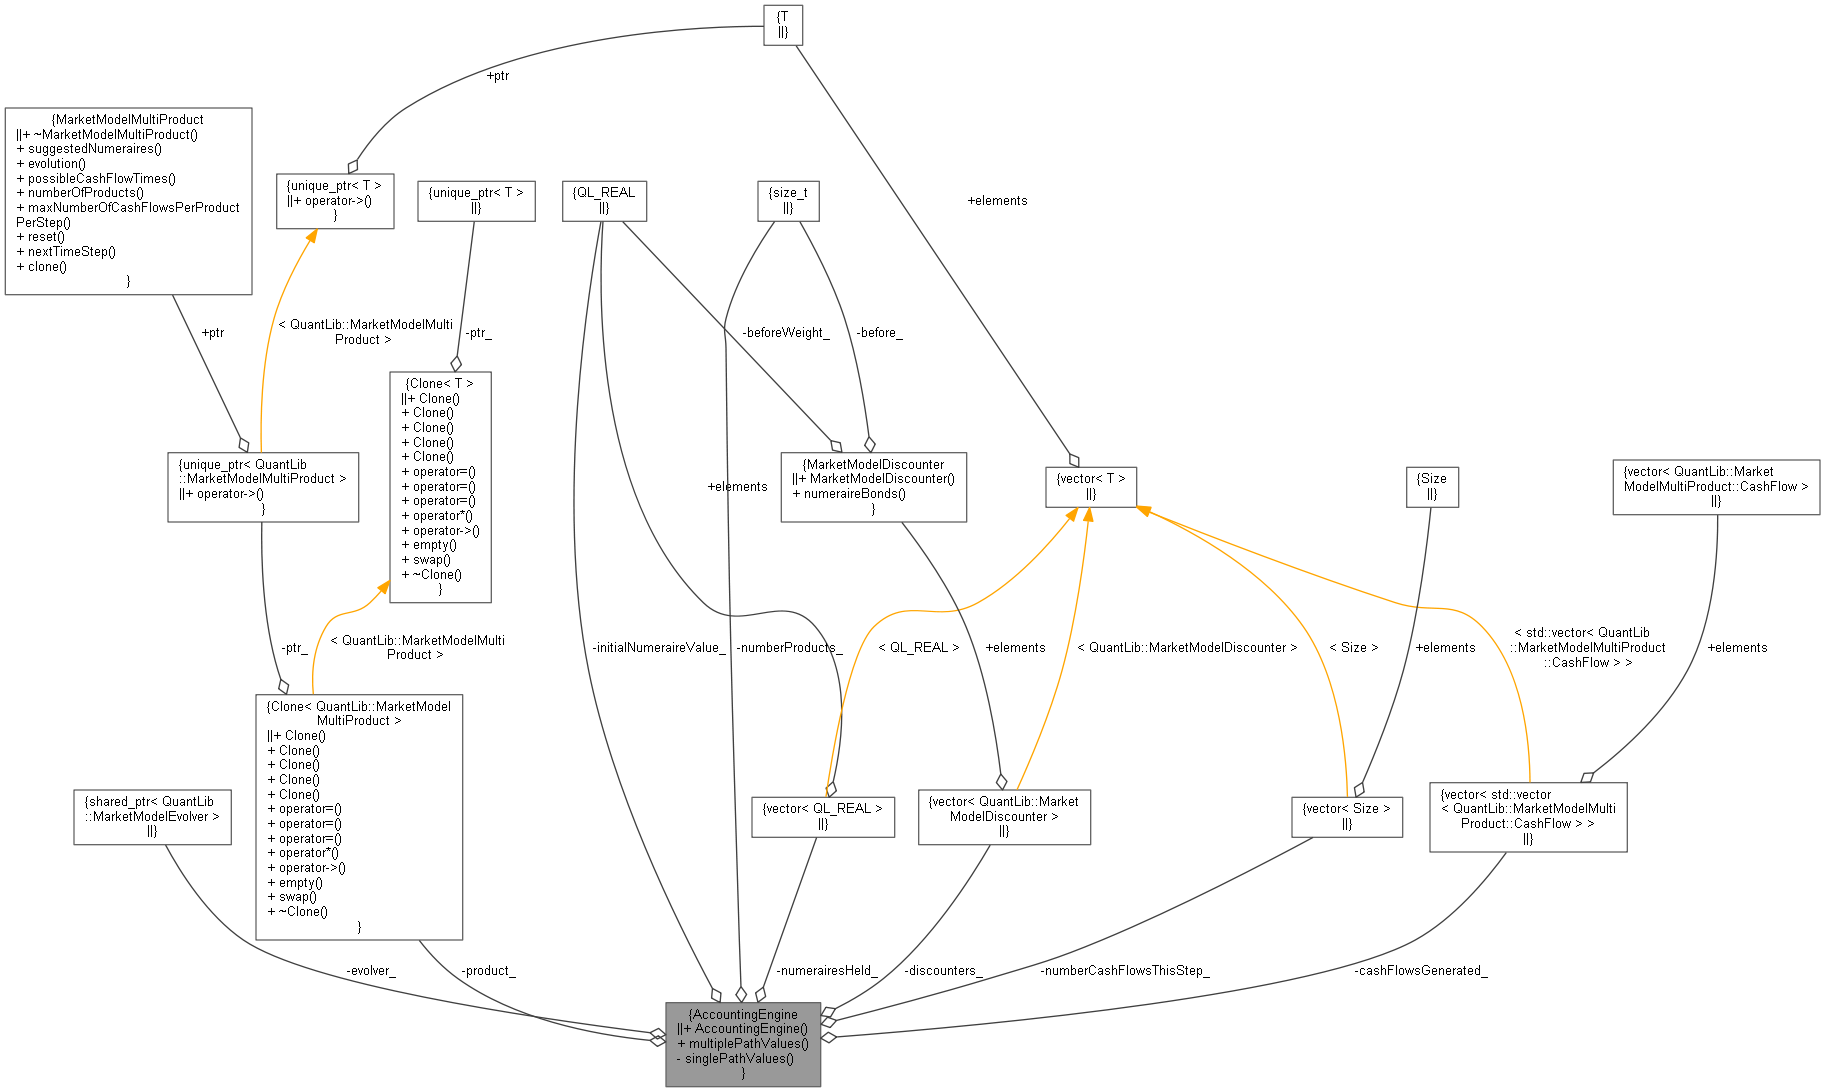 {T
||}
+ptr
{MarketModelMultiProduct
||+ ~MarketModelMultiProduct()
+ suggestedNumeraires()
+ evolution()
+ possibleCashFlowTimes()
+ numberOfProducts()
+ maxNumberOfCashFlowsPerProduct
PerStep()
+ reset()
+ nextTimeStep()
+ clone()
}
{unique_ptr< T >
||+ operator->()
}
{unique_ptr< T >
||}
{QL_REAL
||}
{size_t
||}
+elements
+ptr
< QuantLib::MarketModelMulti
Product >
-ptr_
-beforeWeight_
-before_
{Clone< T >
||+ Clone()
+ Clone()
+ Clone()
+ Clone()
+ Clone()
+ operator=()
+ operator=()
+ operator=()
+ operator*()
+ operator->()
+ empty()
+ swap()
+ ~Clone()
}
{unique_ptr< QuantLib
::MarketModelMultiProduct >
||+ operator->()
}
+elements
{MarketModelDiscounter
||+ MarketModelDiscounter()
+ numeraireBonds()
}
{vector< T >
||}
{Size
||}
{vector< QuantLib::Market
ModelMultiProduct::CashFlow >
||}
-ptr_
< QuantLib::MarketModelMulti
Product >
-initialNumeraireValue_
-numberProducts_
< QL_REAL >
+elements
< QuantLib::MarketModelDiscounter >
< Size >
+elements
< std::vector< QuantLib
::MarketModelMultiProduct
::CashFlow > >
+elements
{Clone< QuantLib::MarketModel
MultiProduct >
||+ Clone()
+ Clone()
+ Clone()
+ Clone()
+ Clone()
+ operator=()
+ operator=()
+ operator=()
+ operator*()
+ operator->()
+ empty()
+ swap()
+ ~Clone()
}
{shared_ptr< QuantLib
::MarketModelEvolver >
||}
{vector< QL_REAL >
||}
{vector< QuantLib::Market
ModelDiscounter >
||}
{vector< Size >
||}
{vector< std::vector
< QuantLib::MarketModelMulti
Product::CashFlow > >
||}
-evolver_
-product_
-numerairesHeld_
-discounters_
-numberCashFlowsThisStep_
-cashFlowsGenerated_
{AccountingEngine
||+ AccountingEngine()
+ multiplePathValues()
- singlePathValues()
}